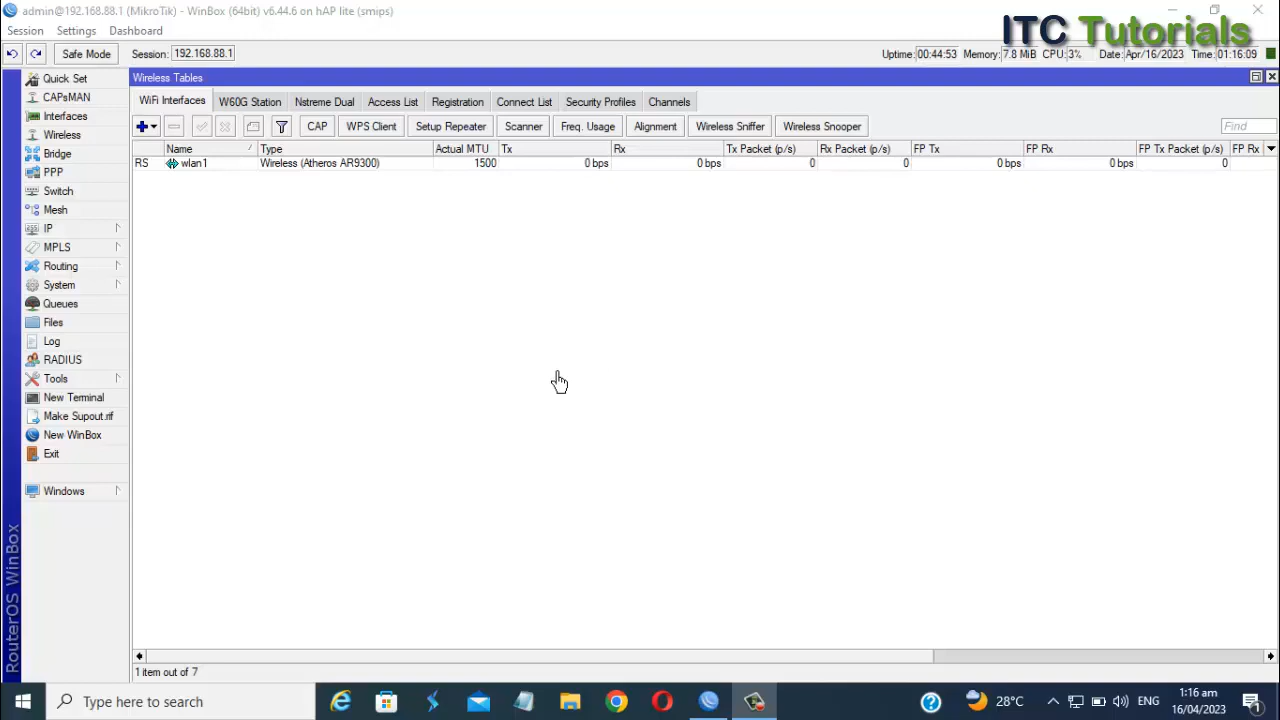 admin@192.168.88.1 (MikroTik) - WinBox (64bit) v6.44.6 on hAP lite (smips)
ITC Tutorials
Session Settings Dashboard
Safe Mode Session: 192.168.88.1 Uptime: 00:44:53 Memory: 7.8 MiB CPU: 3% Date: Apr/16/2023 Time: 01:16:09
Wireless Tables
WiFi Interfaces W60G Station Nstreme Dual Access List Registration Connect List Security Profiles Channels
CAP WPS Client Setup Repeater Scanner Freq. Usage Alignment Wireless Sniffer Wireless Snooper Find
Name Type Actual MTU Tx Rx Tx Packet (p/s) Rx Packet (p/s) FP Tx FP Rx FP Tx Packet (p/s) FP Rx
RS wlan1 Wireless (Atheros AR9300) 1500 0 bps 0 bps 0 0 0 bps 0 bps 0
Quick Set
CAPsMAN
Interfaces
Wireless
Bridge
PPP
Switch
Mesh
IP
MPLS
Routing
System
Queues
Files
Log
RADIUS
Tools
New Terminal
Make Supout.rif
New WinBox
Exit
Windows
RouterOS WinBox
1 item out of 7
Type here to search
28°C
ENG
1:16 am
16/04/2023
1